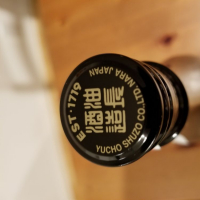 油長
酒造
EST·1719
YUCHO SHUZO CO.,LTD. NARA JAPAN